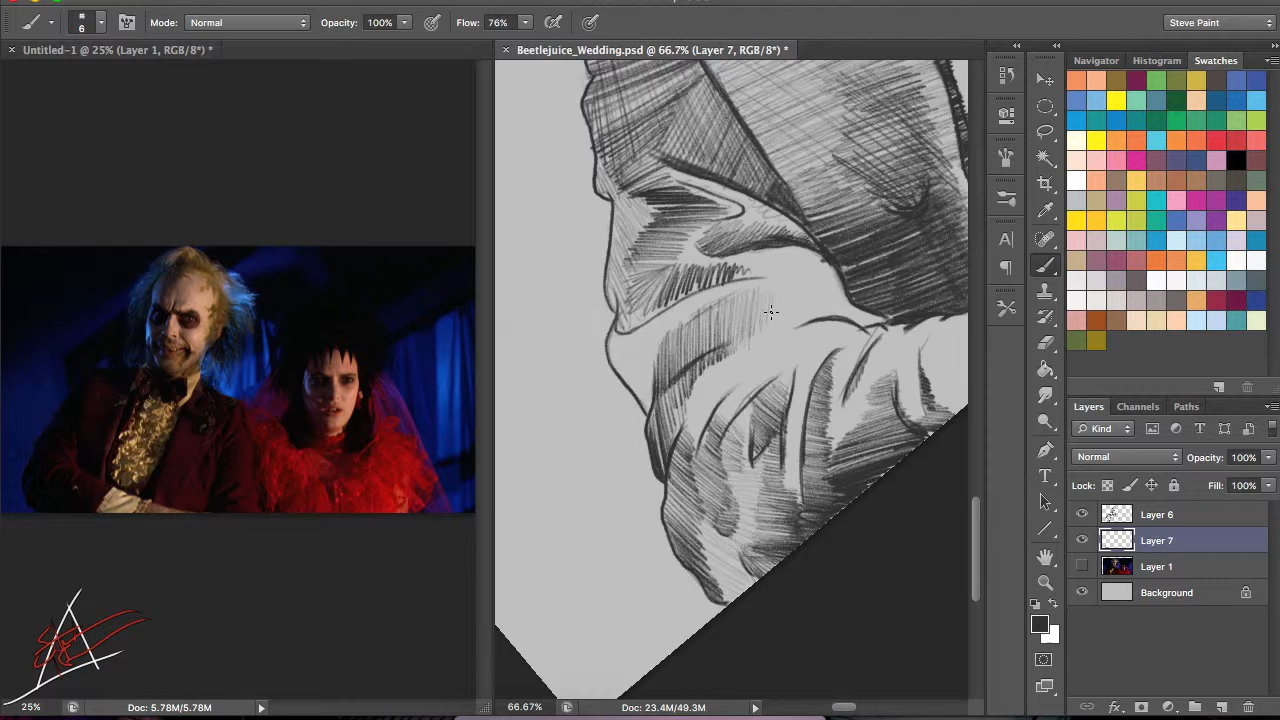 6
Mode: Normal
Opacity: 100%
Flow: 76%
Steve Paint
× Untitled-1 @ 25% (Layer 1, RGB/8*) *
× Beetlejuice_Wedding.psd @ 66.7% (Layer 7, RGB/8*) *
Navigator Histogram Swatches
Layers Channels Paths
Kind
Normal Opacity: 100%
Lock: Fill: 100%
Layer 6
Layer 7
Layer 1
Background
fx
25% Doc: 5.78M/5.78M
66.67% Doc: 23.4M/49.3M